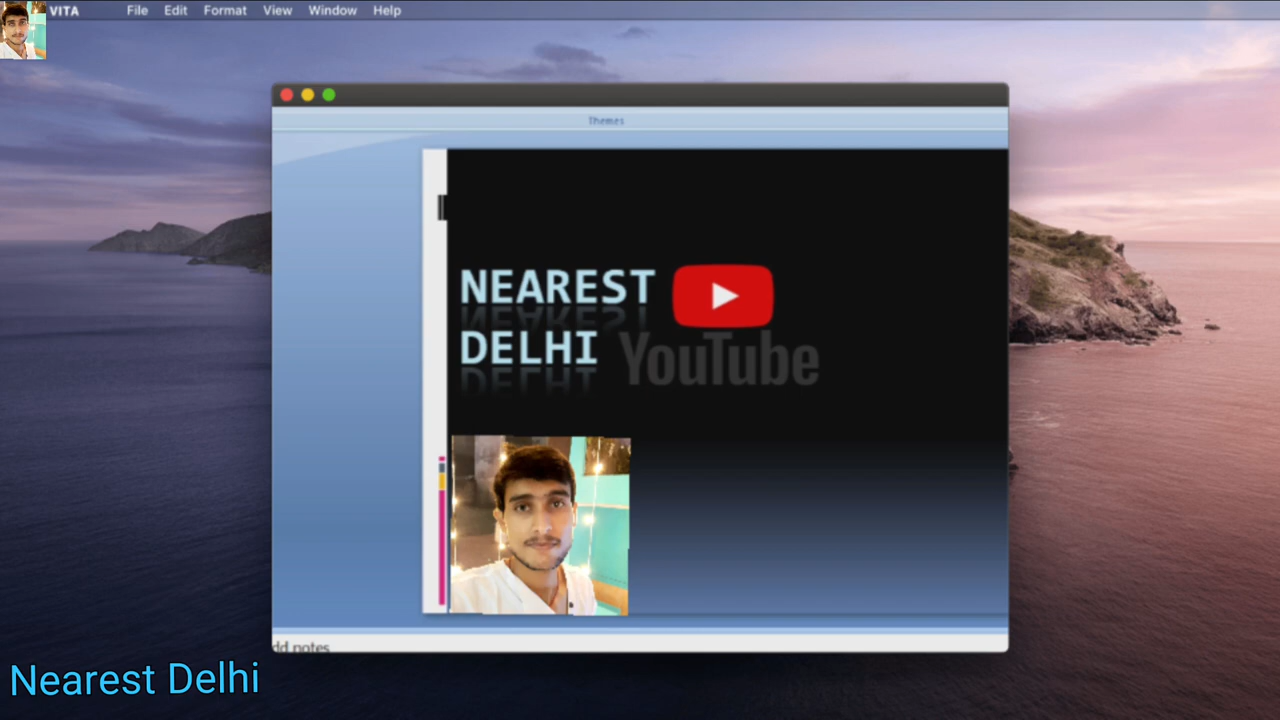 VITA File Edit Format View Window Help
Themes
NEAREST
DELHI YouTube
dd notes
Nearest Delhi